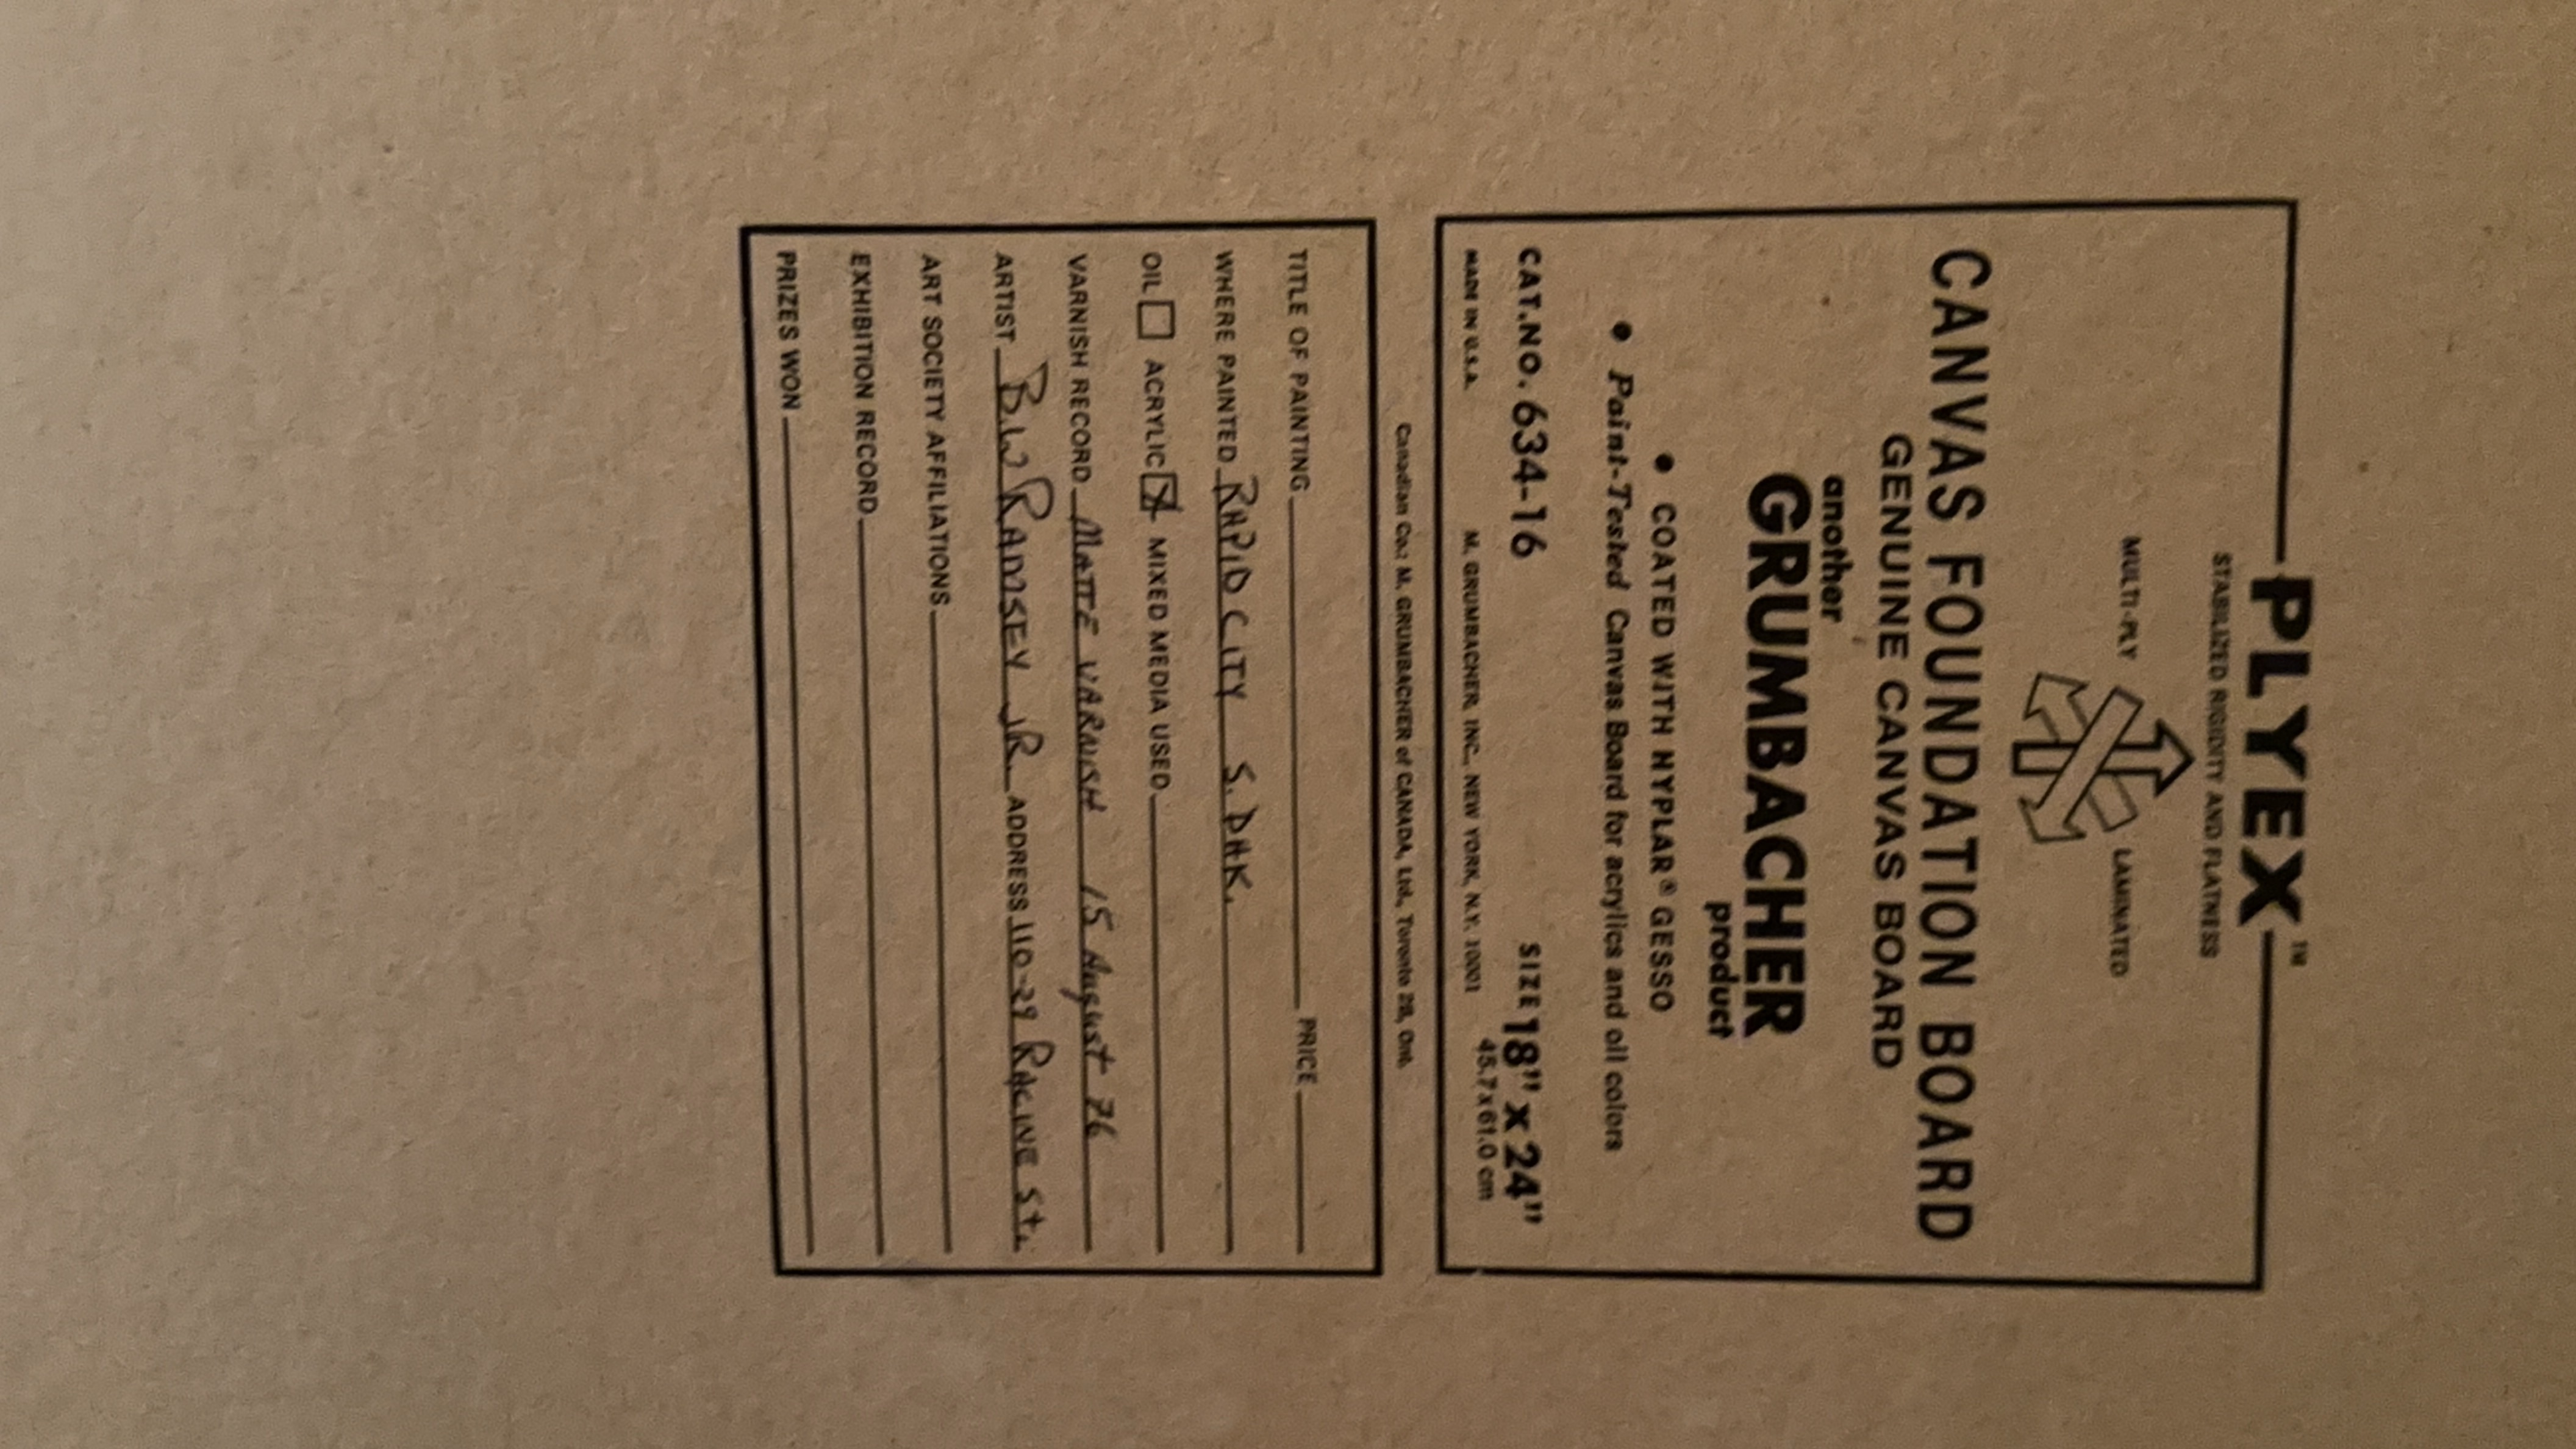 PLYEX™
STABILIZED RIGIDITY AND FLATNESS
MULTI-PLY LAMINATED
CANVAS FOUNDATION BOARD
GENUINE CANVAS BOARD
another
GRUMBACHER
product
• COATED WITH HYPLAR® GESSO
• Paint-Tested Canvas Board for acrylics and oil colors
CAT.NO. 634-16 SIZE 18" x 24"
45.7 x 61.0 cm
MADE IN U.S.A. M. GRUMBACHER, INC., NEW YORK, N.Y. 10001
Canadian Co.: M. GRUMBACHER of CANADA, Ltd., Toronto 28, Ont.
TITLE OF PAINTING PRICE
WHERE PAINTED RAPID CITY S. DAK.
OIL ACRYLIC X MIXED MEDIA USED
VARNISH RECORD MATTE VARNISH 15 August 76
ARTIST B.W RAMSEY JR. ADDRESS 110-29 RACINE St.
ART SOCIETY AFFILIATIONS
EXHIBITION RECORD
PRIZES WON